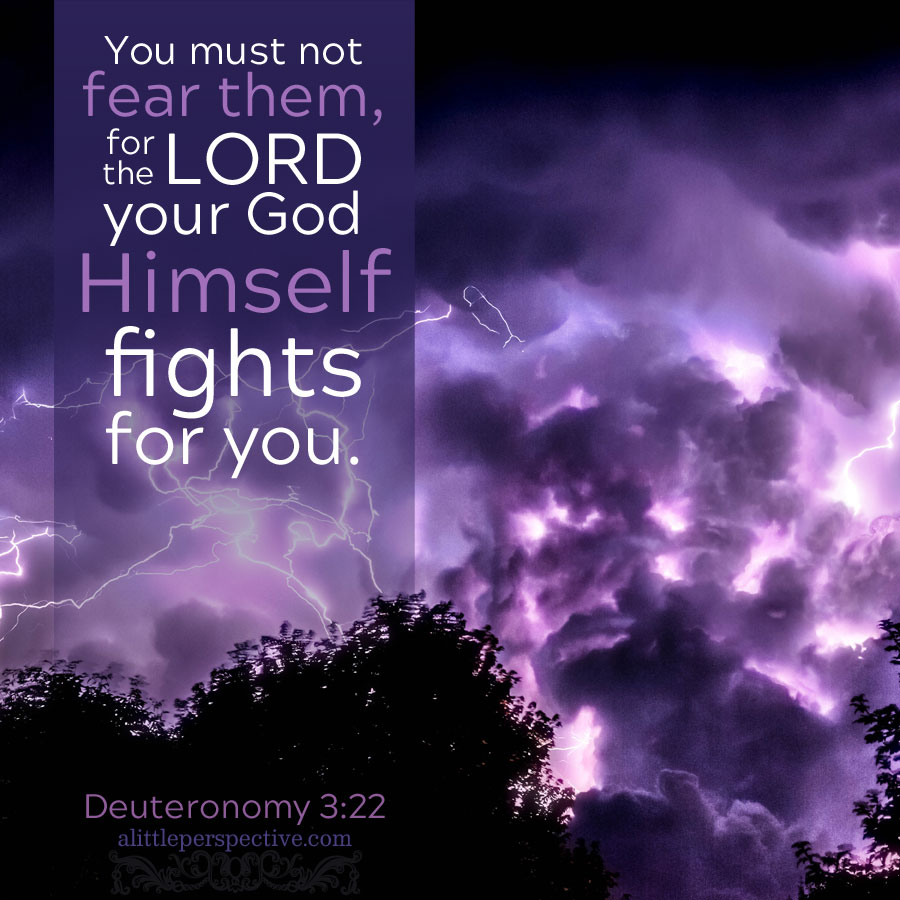 You must not
fear them,
for
the LORD
your God
Himself
fights
for you.
Deuteronomy 3:22
alittleperspective.com